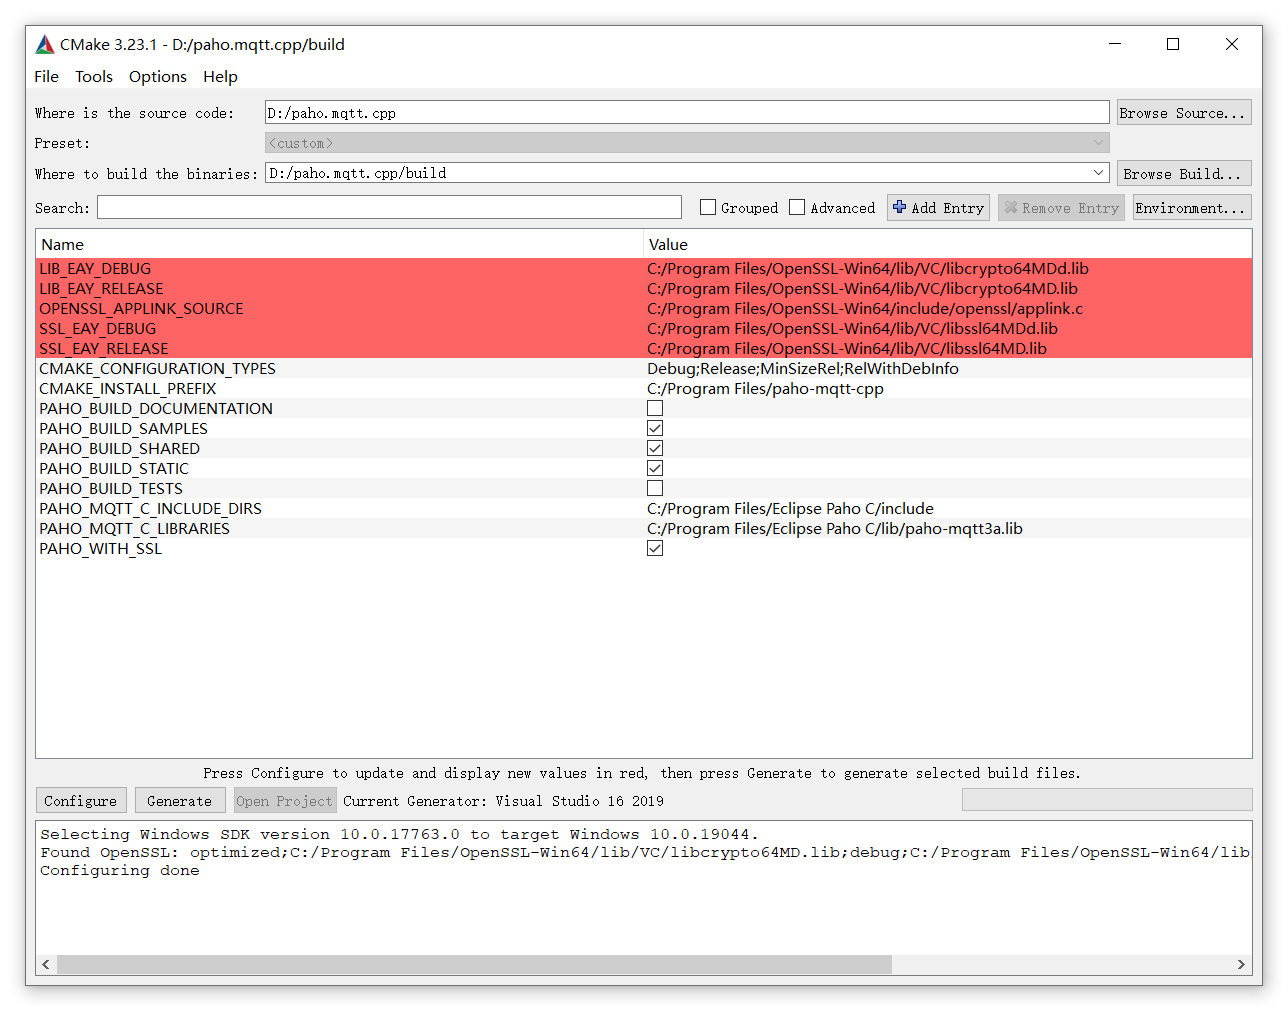 CMake 3.23.1 - D:/paho.mqtt.cpp/build
File Tools Options Help
Where is the source code: D:/paho.mqtt.cpp Browse Source...
Preset: <custom>
Where to build the binaries: D:/paho.mqtt.cpp/build Browse Build...
Search: Grouped Advanced Add Entry Remove Entry Environment...
Name Value
LIB_EAY_DEBUG C:/Program Files/OpenSSL-Win64/lib/VC/libcrypto64MDd.lib
LIB_EAY_RELEASE C:/Program Files/OpenSSL-Win64/lib/VC/libcrypto64MD.lib
OPENSSL_APPLINK_SOURCE C:/Program Files/OpenSSL-Win64/include/openssl/applink.c
SSL_EAY_DEBUG C:/Program Files/OpenSSL-Win64/lib/VC/libssl64MDd.lib
SSL_EAY_RELEASE C:/Program Files/OpenSSL-Win64/lib/VC/libssl64MD.lib
CMAKE_CONFIGURATION_TYPES Debug;Release;MinSizeRel;RelWithDebInfo
CMAKE_INSTALL_PREFIX C:/Program Files/paho-mqtt-cpp
PAHO_BUILD_DOCUMENTATION
PAHO_BUILD_SAMPLES
PAHO_BUILD_SHARED
PAHO_BUILD_STATIC
PAHO_BUILD_TESTS
PAHO_MQTT_C_INCLUDE_DIRS C:/Program Files/Eclipse Paho C/include
PAHO_MQTT_C_LIBRARIES C:/Program Files/Eclipse Paho C/lib/paho-mqtt3a.lib
PAHO_WITH_SSL
Press Configure to update and display new values in red, then press Generate to generate selected build files.
Configure Generate Open Project Current Generator: Visual Studio 16 2019
Selecting Windows SDK version 10.0.17763.0 to target Windows 10.0.19044.
Found OpenSSL: optimized;C:/Program Files/OpenSSL-Win64/lib/VC/libcrypto64MD.lib;debug;C:/Program Files/OpenSSL-Win64/lib
Configuring done